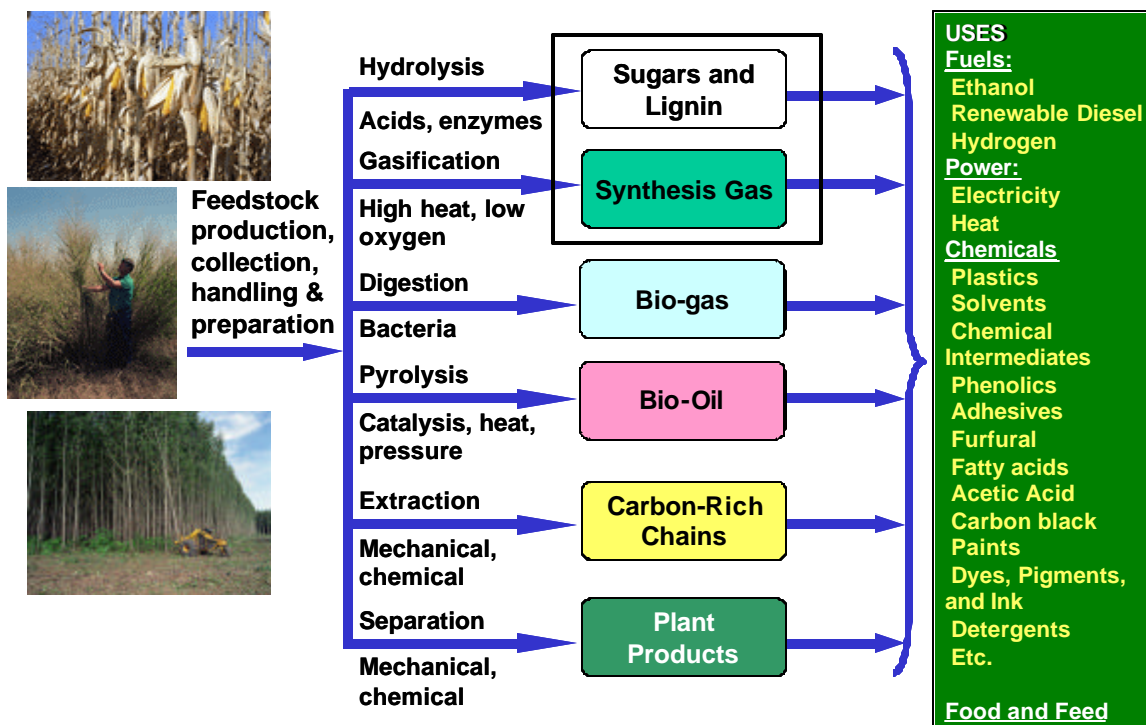 Feedstock
production,
collection,
handling &
preparation
Hydrolysis
Acids, enzymes
Sugars and
Lignin
Gasification
High heat, low
oxygen
Synthesis Gas
Digestion
Bacteria
Bio-gas
Pyrolysis
Catalysis, heat,
pressure
Bio-Oil
Extraction
Mechanical,
chemical
Carbon-Rich
Chains
Separation
Mechanical,
chemical
Plant
Products
USES
Fuels:
Ethanol
Renewable Diesel
Hydrogen
Power:
Electricity
Heat
Chemicals
Plastics
Solvents
Chemical
Intermediates
Phenolics
Adhesives
Furfural
Fatty acids
Acetic Acid
Carbon black
Paints
Dyes, Pigments,
and Ink
Detergents
Etc.
Food and Feed